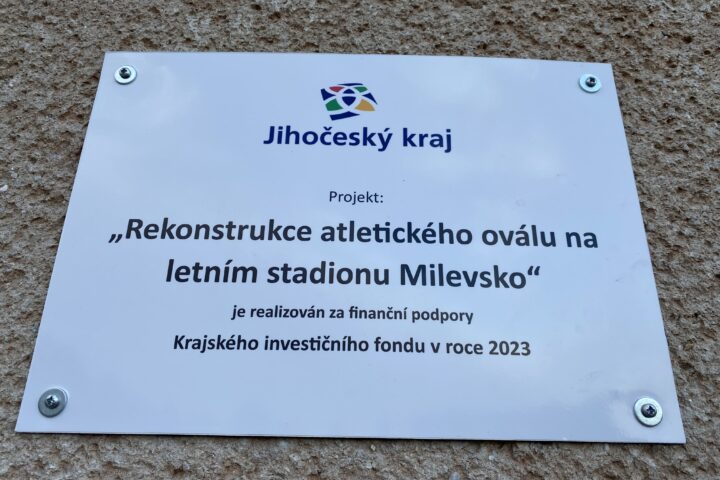 Jihočeský kraj
Projekt:
„Rekonstrukce atletického oválu na
letním stadionu Milevsko“
je realizován za finanční podpory
Krajského investičního fondu v roce 2023